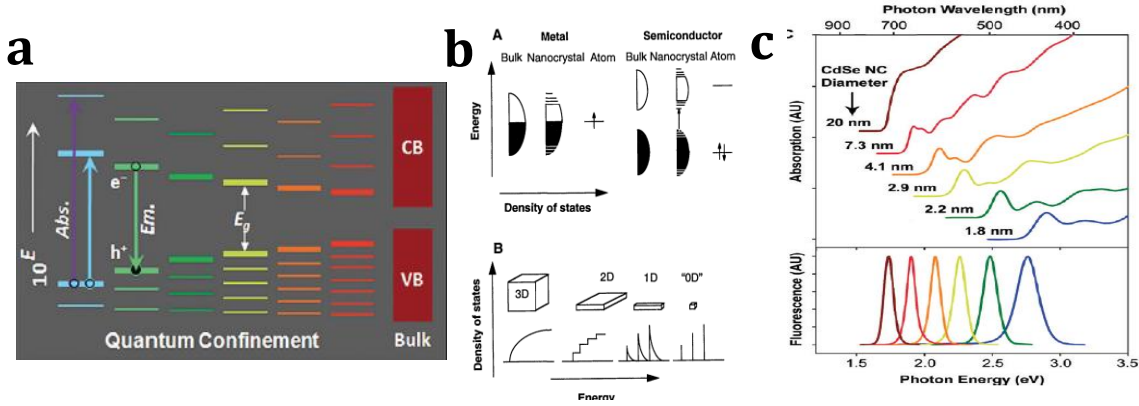 a
10^E
Abs.
e⁻
Em.
h⁺
E_g
CB
VB
Quantum Confinement
Bulk
b
A
Metal
Semiconductor
Bulk Nanocrystal Atom
Bulk Nanocrystal Atom
Energy
Density of states
B
3D
2D
1D
"0D"
Density of states
Energy
c
Photon Wavelength (nm)
900 700 500 400
CdSe NC
Diameter
20 nm
7.3 nm
4.1 nm
2.9 nm
2.2 nm
1.8 nm
Absorption (AU)
Fluorescence (AU)
1.5 2.0 2.5 3.0 3.5
Photon Energy (eV)